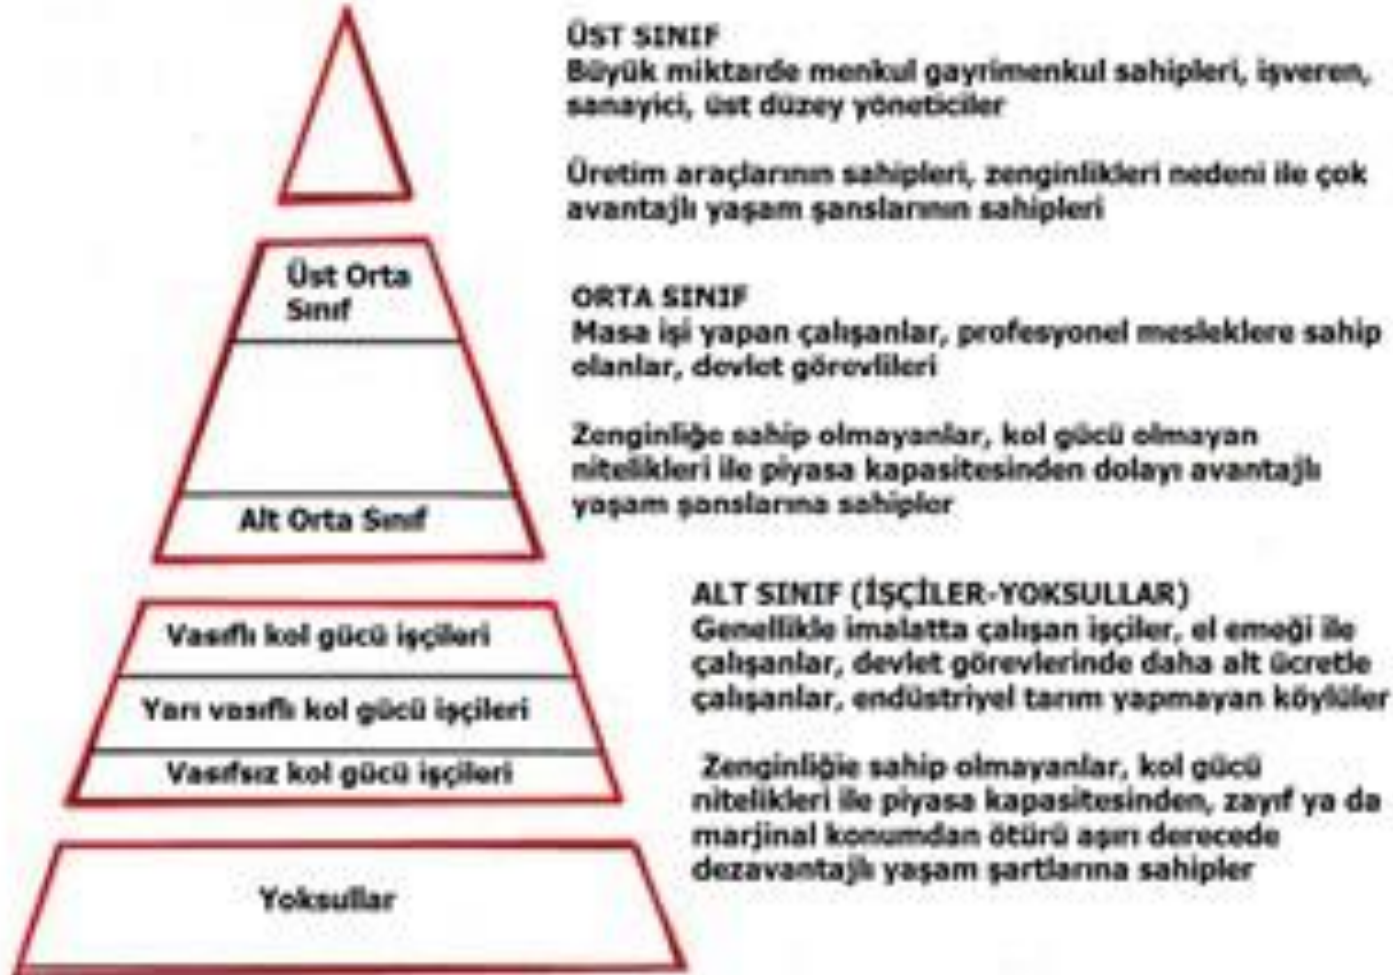 ÜST SINIF
Büyük miktarde menkul gayrimenkul sahipleri, işveren,
sanayici, üst düzey yöneticiler
Üretim araçlarının sahipleri, zenginlikleri nedeni ile çok
avantajlı yaşam şanslarının sahipleri
Üst Orta
Sınıf
ORTA SINIF
Masa işi yapan çalışanlar, profesyonel mesleklere sahip
olanlar, devlet görevlileri
Zenginliğe sahip olmayanlar, kol gücü olmayan
nitelikleri ile piyasa kapasitesinden dolayı avantajlı
yaşam şanslarına sahipler
Alt Orta Sınıf
ALT SINIF (İŞÇİLER-YOKSULLAR)
Genellikle imalatta çalışan işçiler, el emeği ile
çalışanlar, devlet görevlerinde daha alt ücretle
çalışanlar, endüstriyel tarım yapmayan köylüler
Zenginliğie sahip olmayanlar, kol gücü
nitelikleri ile piyasa kapasitesinden, zayıf ya da
marjinal konumdan ötürü aşırı derecede
dezavantajlı yaşam şartlarına sahipler
Vasıflı kol gücü işçileri
Yarı vasıflı kol gücü işçileri
Vasıfsız kol gücü işçileri
Yoksullar